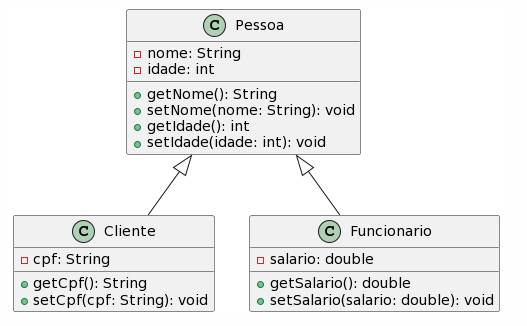 C Pessoa
nome: String
idade: int
getNome(): String
setNome(nome: String): void
getIdade(): int
setIdade(idade: int): void
C Cliente
cpf: String
getCpf(): String
setCpf(cpf: String): void
C Funcionario
salario: double
getSalario(): double
setSalario(salario: double): void